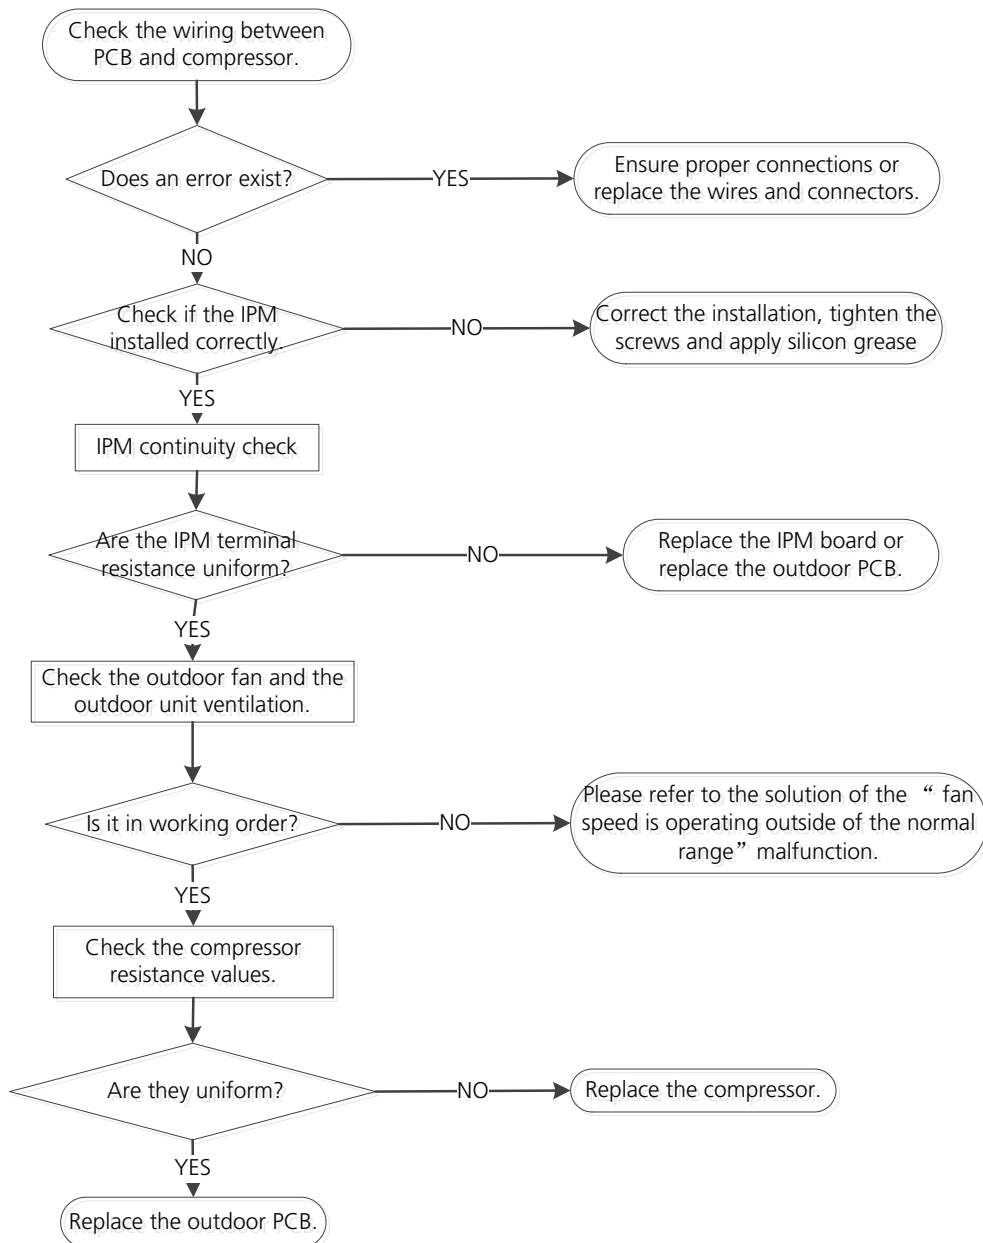 Check the wiring between
PCB and compressor.
Does an error exist?
YES
Ensure proper connections or
replace the wires and connectors.
NO
Check if the IPM
installed correctly.
NO
Correct the installation, tighten the
screws and apply silicon grease
YES
IPM continuity check
Are the IPM terminal
resistance uniform?
NO
Replace the IPM board or
replace the outdoor PCB.
YES
Check the outdoor fan and the
outdoor unit ventilation.
Is it in working order?
NO
Please refer to the solution of the “ fan
speed is operating outside of the normal
range” malfunction.
YES
Check the compressor
resistance values.
Are they uniform?
NO
Replace the compressor.
YES
Replace the outdoor PCB.